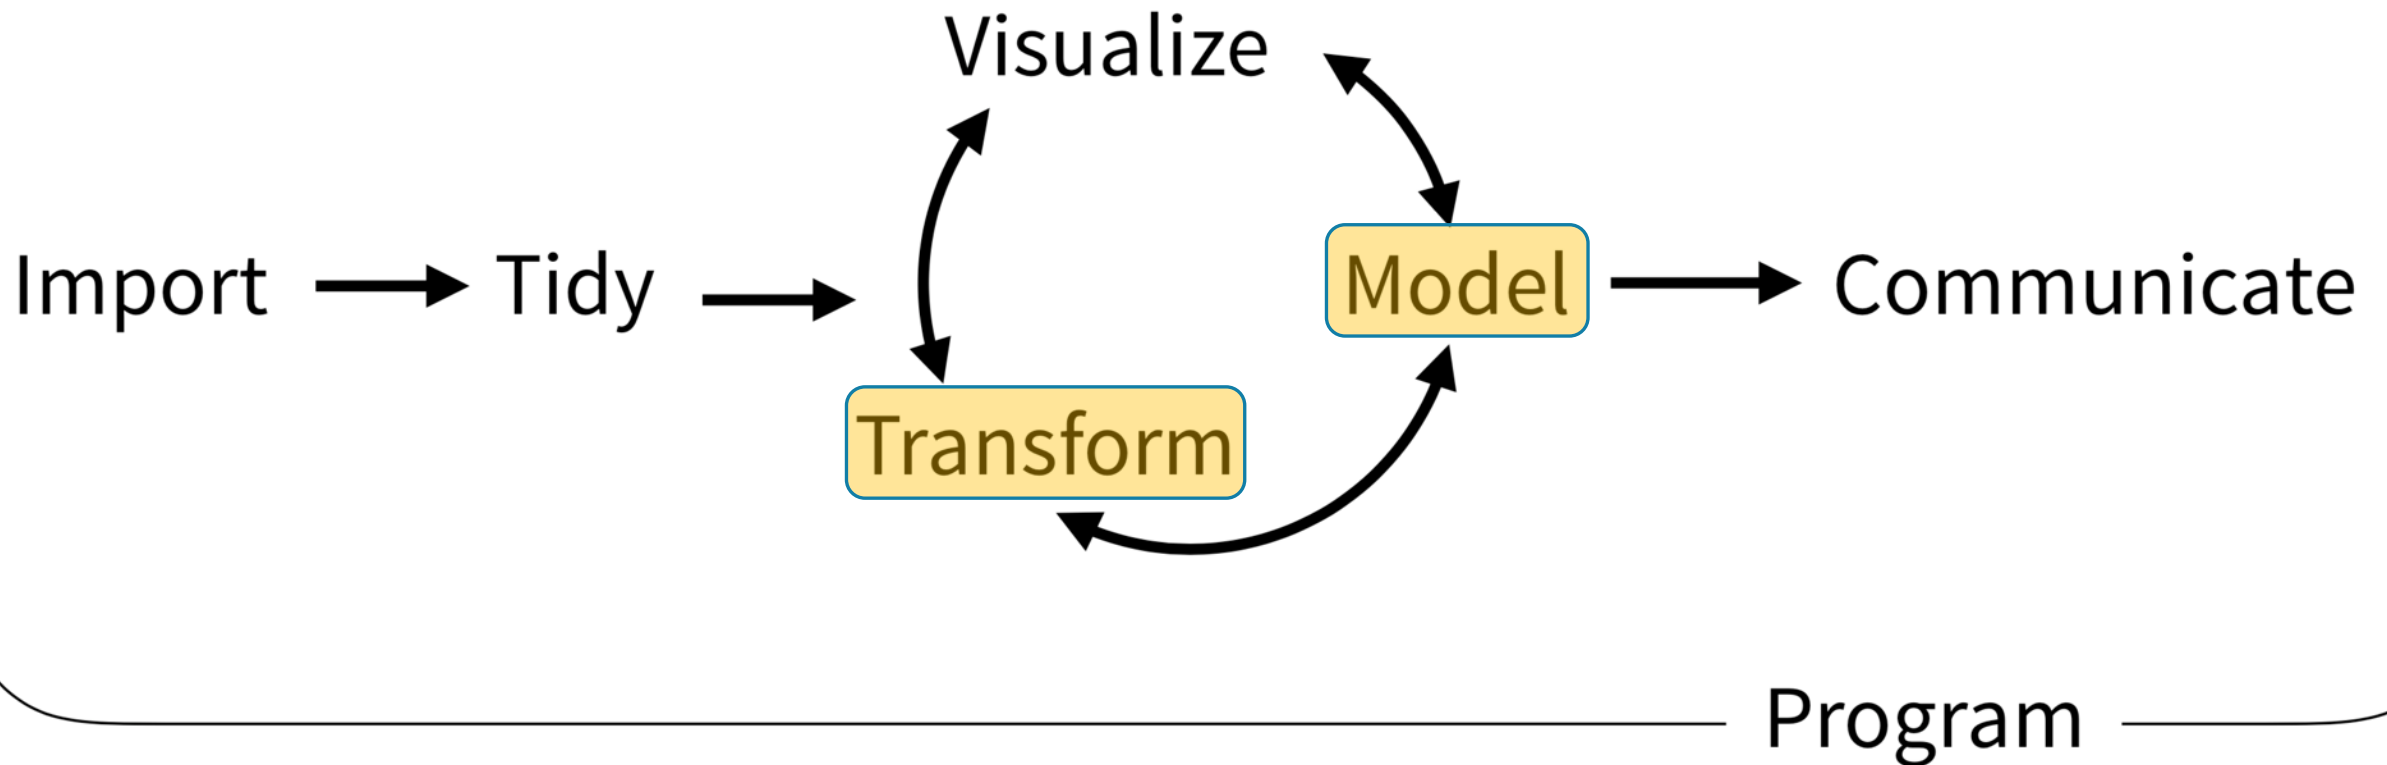 Visualize
Import
Tidy
Model
Communicate
Transform
Program